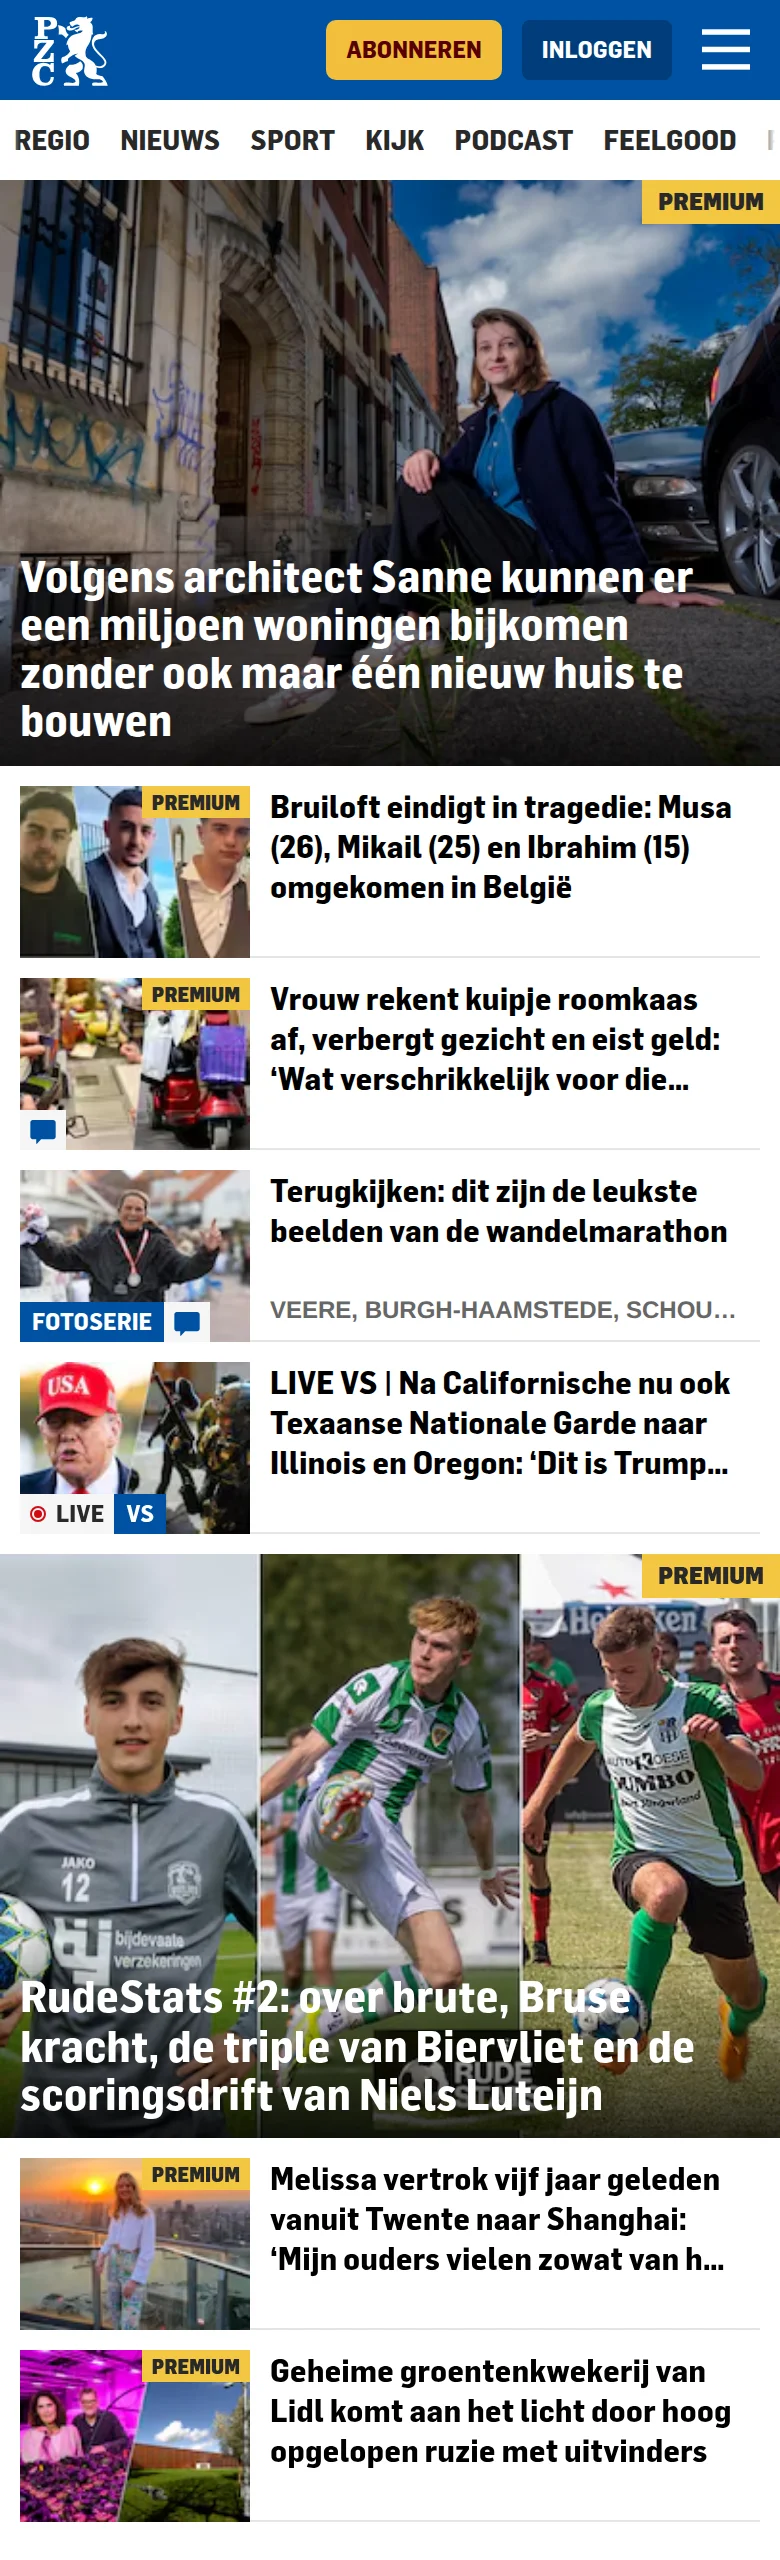 PZC
ABONNEREN
INLOGGEN
REGIO NIEUWS SPORT KIJK PODCAST FEELGOOD
PREMIUM
Volgens architect Sanne kunnen er
een miljoen woningen bijkomen
zonder ook maar één nieuw huis te
bouwen
PREMIUM
Bruiloft eindigt in tragedie: Musa
(26), Mikail (25) en Ibrahim (15)
omgekomen in België
PREMIUM
Vrouw rekent kuipje roomkaas
af, verbergt gezicht en eist geld:
‘Wat verschrikkelijk voor die...
Terugkijken: dit zijn de leukste
beelden van de wandelmarathon
FOTOSERIE
VEERE, BURGH-HAAMSTEDE, SCHOU...
USA
LIVE VS | Na Californische nu ook
Texaanse Nationale Garde naar
Illinois en Oregon: ‘Dit is Trump...
LIVE VS
PREMIUM
JAKO
12
bijdevaate
verzekeringen
JUMBO
RUDE
RudeStats #2: over brute, Bruse
kracht, de triple van Biervliet en de
scoringsdrift van Niels Luteijn
PREMIUM
Melissa vertrok vijf jaar geleden
vanuit Twente naar Shanghai:
‘Mijn ouders vielen zowat van h...
PREMIUM
Geheime groentenkwekerij van
Lidl komt aan het licht door hoog
opgelopen ruzie met uitvinders